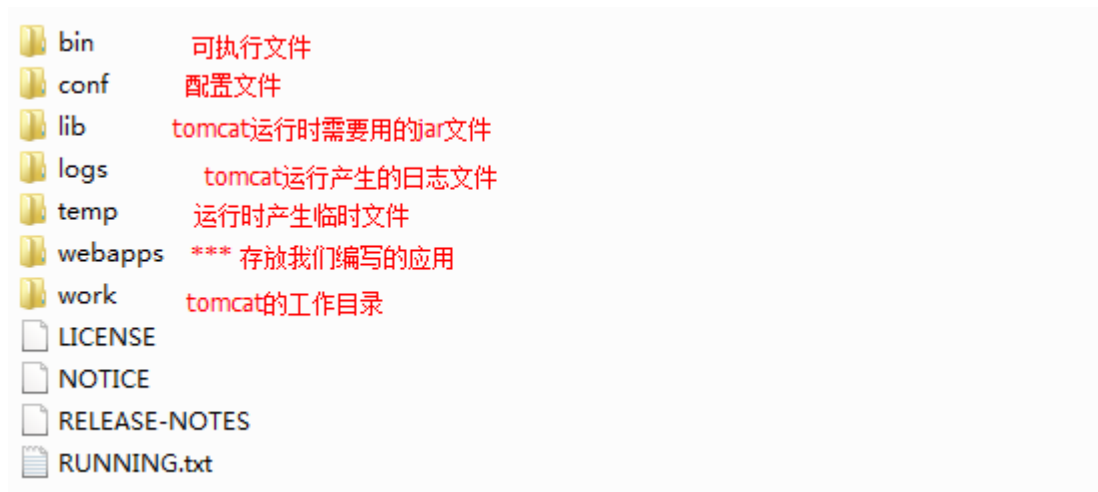 bin 可执行文件
conf 配置文件
lib tomcat运行时需要用的jar文件
logs tomcat运行产生的日志文件
temp 运行时产生临时文件
webapps *** 存放我们编写的应用
work tomcat的工作目录
LICENSE
NOTICE
RELEASE-NOTES
RUNNING.txt